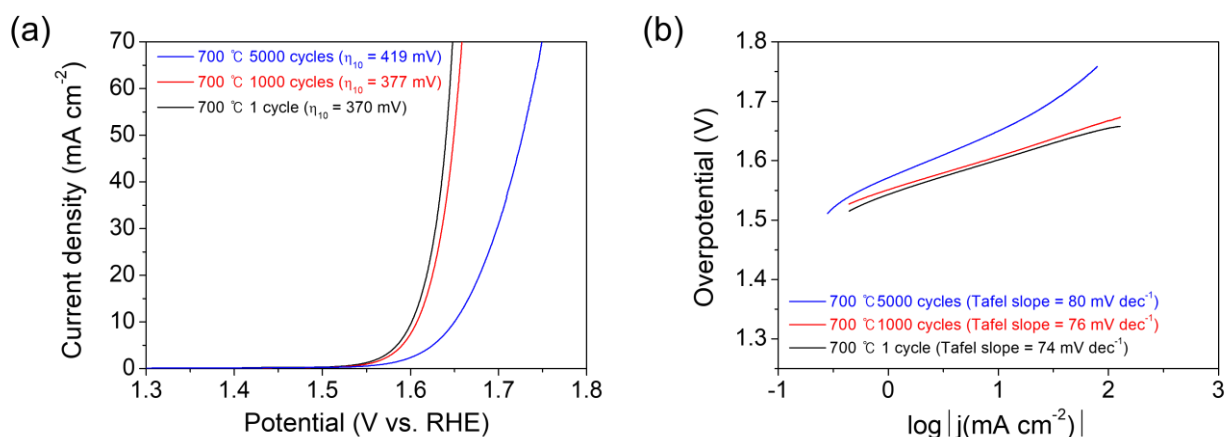 (a)
70
60
50
40
30
20
10
0
Current density (mA cm⁻²)
700 ℃ 5000 cycles (η₁₀ = 419 mV)
700 ℃ 1000 cycles (η₁₀ = 377 mV)
700 ℃ 1 cycle (η₁₀ = 370 mV)
1.3 1.4 1.5 1.6 1.7 1.8
Potential (V vs. RHE)
(b)
1.8
1.7
1.6
1.5
1.4
1.3
Overpotential (V)
700 ℃ 5000 cycles (Tafel slope = 80 mV dec⁻¹)
700 ℃ 1000 cycles (Tafel slope = 76 mV dec⁻¹)
700 ℃ 1 cycle (Tafel slope = 74 mV dec⁻¹)
-1 0 1 2 3
log |j(mA cm⁻²)|